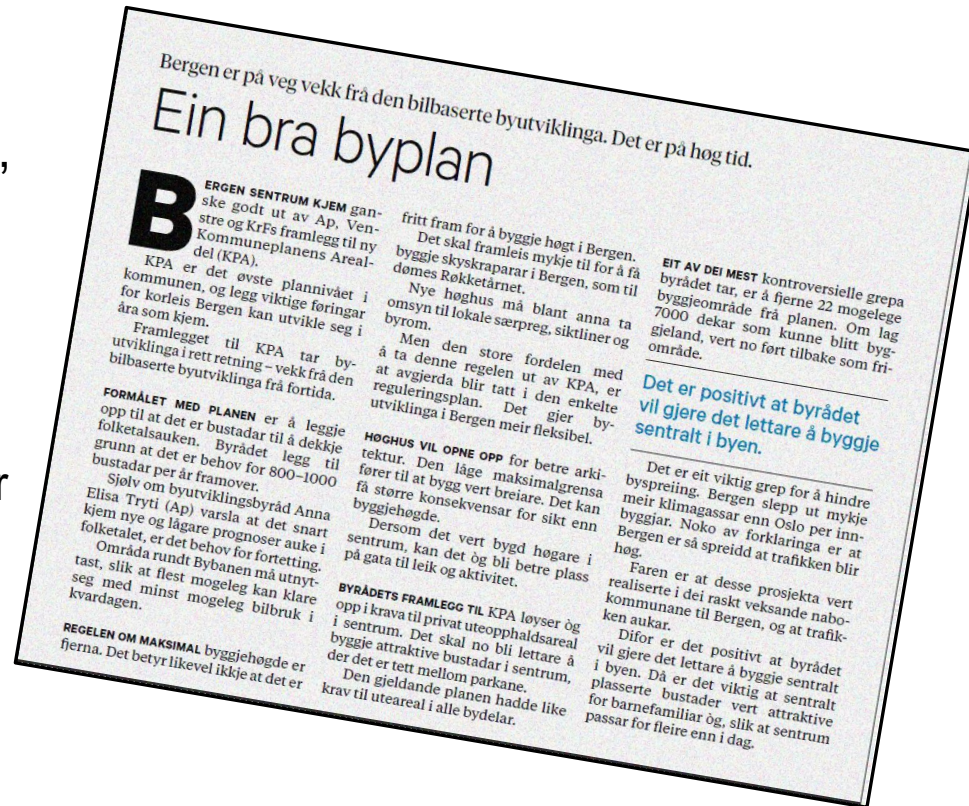 ,
r
Bergen er på veg vekk frå den bilbaserte byutviklinga. Det er på høg tid.
Ein bra byplan
BERGEN SENTRUM KJEM gan-
ske godt ut av Ap, Ven-
stre og KrFs framlegg til ny
Kommuneplanens Areal-
del (KPA).
KPA er det øvste plannivået i
kommunen, og legg viktige føringar
for korleis Bergen kan utvikle seg i
åra som kjem.
Framlegget til KPA tar by-
utviklinga i rett retning – vekk frå den
bilbaserte byutviklinga frå fortida.
FORMÅLET MED PLANEN er å leggje
opp til at det er bustadar til å dekkje
folketalsauken. Byrådet legg til
grunn at det er behov for 800–1000
bustadar per år framover.
Sjølv om byutviklingsbyråd Anna
Elisa Tryti (Ap) varsla at det snart
kjem nye og lågare prognoser auke i
folketalet, er det behov for fortetting.
Områda rundt Bybanen må utnyt-
tast, slik at flest mogeleg kan klare
seg med minst mogeleg bilbruk i
kvardagen.
REGELEN OM MAKSIMAL byggjehøgde er
fjerna. Det betyr likevel ikkje at det er
fritt fram for å byggje høgt i Bergen.
Det skal framleis mykje til for å få
byggje skyskraparar i Bergen, som til
dømes Røkketårnet.
Nye høghus må blant anna ta
omsyn til lokale særpreg, siktliner og
byrom.
Men den store fordelen med
å ta denne regelen ut av KPA, er
at avgjerda blir tatt i den enkelte
reguleringsplan. Det gjer by-
utviklinga i Bergen meir fleksibel.
HØGHUS VIL OPNE OPP for betre arki-
tektur. Den låge maksimalgrensa
fører til at bygg vert breiare. Det kan
få større konsekvensar for sikt enn
byggjehøgde.
Dersom det vert bygd høgare i
sentrum, kan det òg bli betre plass
på gata til leik og aktivitet.
BYRÅDETS FRAMLEGG TIL KPA løyser òg
opp i krava til privat uteopphaldsareal
i sentrum. Det skal no bli lettare å
byggje attraktive bustadar i sentrum,
der det er tett mellom parkane.
Den gjeldande planen hadde like
krav til uteareal i alle bydelar.
EIT AV DEI MEST kontroversielle grepa
byrådet tar, er å fjerne 22 mogelege
byggjeområde frå planen. Om lag
7000 dekar som kunne blitt byg-
gjeland, vert no ført tilbake som fri-
område.
Det er positivt at byrådet
vil gjere det lettare å byggje
sentralt i byen.
Det er eit viktig grep for å hindre
byspreiing. Bergen slepp ut mykje
meir klimagassar enn Oslo per inn-
byggjar. Noko av forklaringa er at
Bergen er så spreidd at trafikken blir
høg.
Faren er at desse prosjekta vert
realiserte i dei raskt veksande nabo-
kommunane til Bergen, og at trafik-
ken aukar.
Difor er det positivt at byrådet
vil gjere det lettare å byggje sentralt
i byen. Då er det viktig at sentralt
plasserte bustader vert attraktive
for barnefamiliar òg, slik at sentrum
passar for fleire enn i dag.